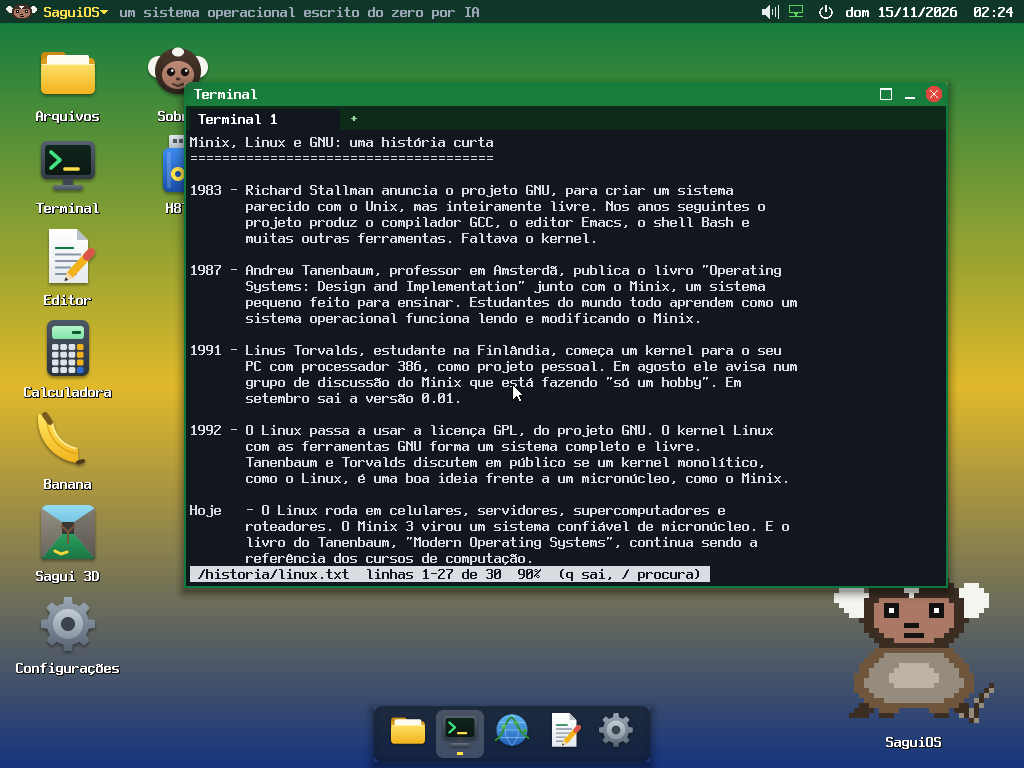 SaguiOS
um sistema operacional escrito do zero por IA
dom 15/11/2026
02:24
Arquivos
Terminal
Editor
Calculadora
Banana
Sagui 3D
Configurações
Terminal
Terminal 1
+
Minix, Linux e GNU: uma história curta
======================================
1983 - Richard Stallman anuncia o projeto GNU, para criar um sistema
parecido com o Unix, mas inteiramente livre. Nos anos seguintes o
projeto produz o compilador GCC, o editor Emacs, o shell Bash e
muitas outras ferramentas. Faltava o kernel.
1987 - Andrew Tanenbaum, professor em Amsterdã, publica o livro "Operating
Systems: Design and Implementation" junto com o Minix, um sistema
pequeno feito para ensinar. Estudantes do mundo todo aprendem como um
sistema operacional funciona lendo e modificando o Minix.
1991 - Linus Torvalds, estudante na Finlândia, começa um kernel para o seu
PC com processador 386, como projeto pessoal. Em agosto ele avisa num
grupo de discussão do Minix que está fazendo "só um hobby". Em
setembro sai a versão 0.01.
1992 - O Linux passa a usar a licença GPL, do projeto GNU. O kernel Linux
com as ferramentas GNU forma um sistema completo e livre.
Tanenbaum e Torvalds discutem em público se um kernel monolítico,
como o Linux, é uma boa ideia frente a um micronúcleo, como o Minix.
Hoje - O Linux roda em celulares, servidores, supercomputadores e
roteadores. O Minix 3 virou um sistema confiável de micronúcleo. E o
livro do Tanenbaum, "Modern Operating Systems", continua sendo a
referência dos cursos de computação.
/historia/linux.txt linhas 1-27 de 30 90% (q sai, / procura)
SaguiOS